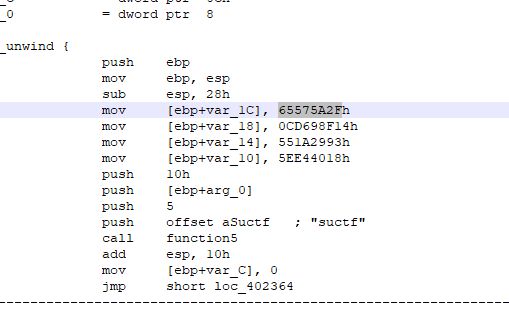 _0 = dword ptr 8
_unwind {
push ebp
mov ebp, esp
sub esp, 28h
mov [ebp+var_1C], 65575A2Fh
mov [ebp+var_18], 0CD698F14h
mov [ebp+var_14], 551A2993h
mov [ebp+var_10], 5EE44018h
push 10h
push [ebp+arg_0]
push 5
push offset aSuctf ; "suctf"
call function5
add esp, 10h
mov [ebp+var_C], 0
jmp short loc_402364